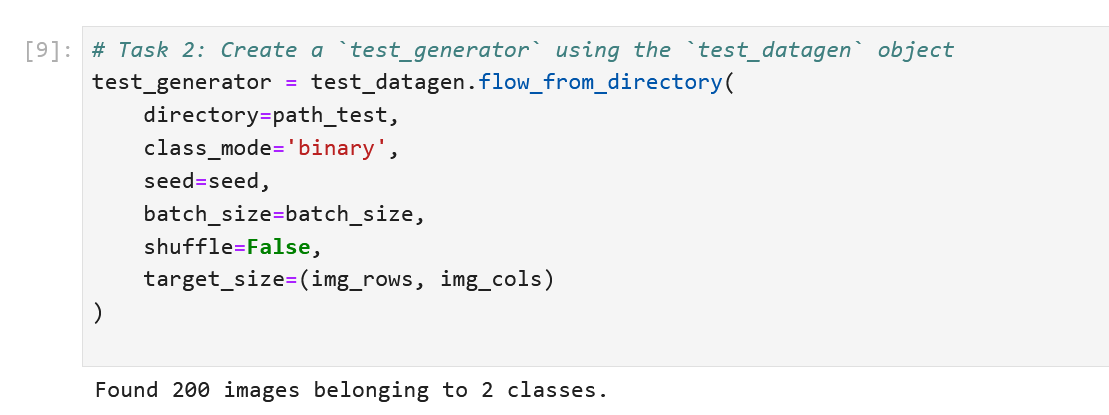 [9]: # Task 2: Create a `test_generator` using the `test_datagen` object
test_generator = test_datagen.flow_from_directory(
    directory=path_test,
    class_mode='binary',
    seed=seed,
    batch_size=batch_size,
    shuffle=False,
    target_size=(img_rows, img_cols)
)
Found 200 images belonging to 2 classes.